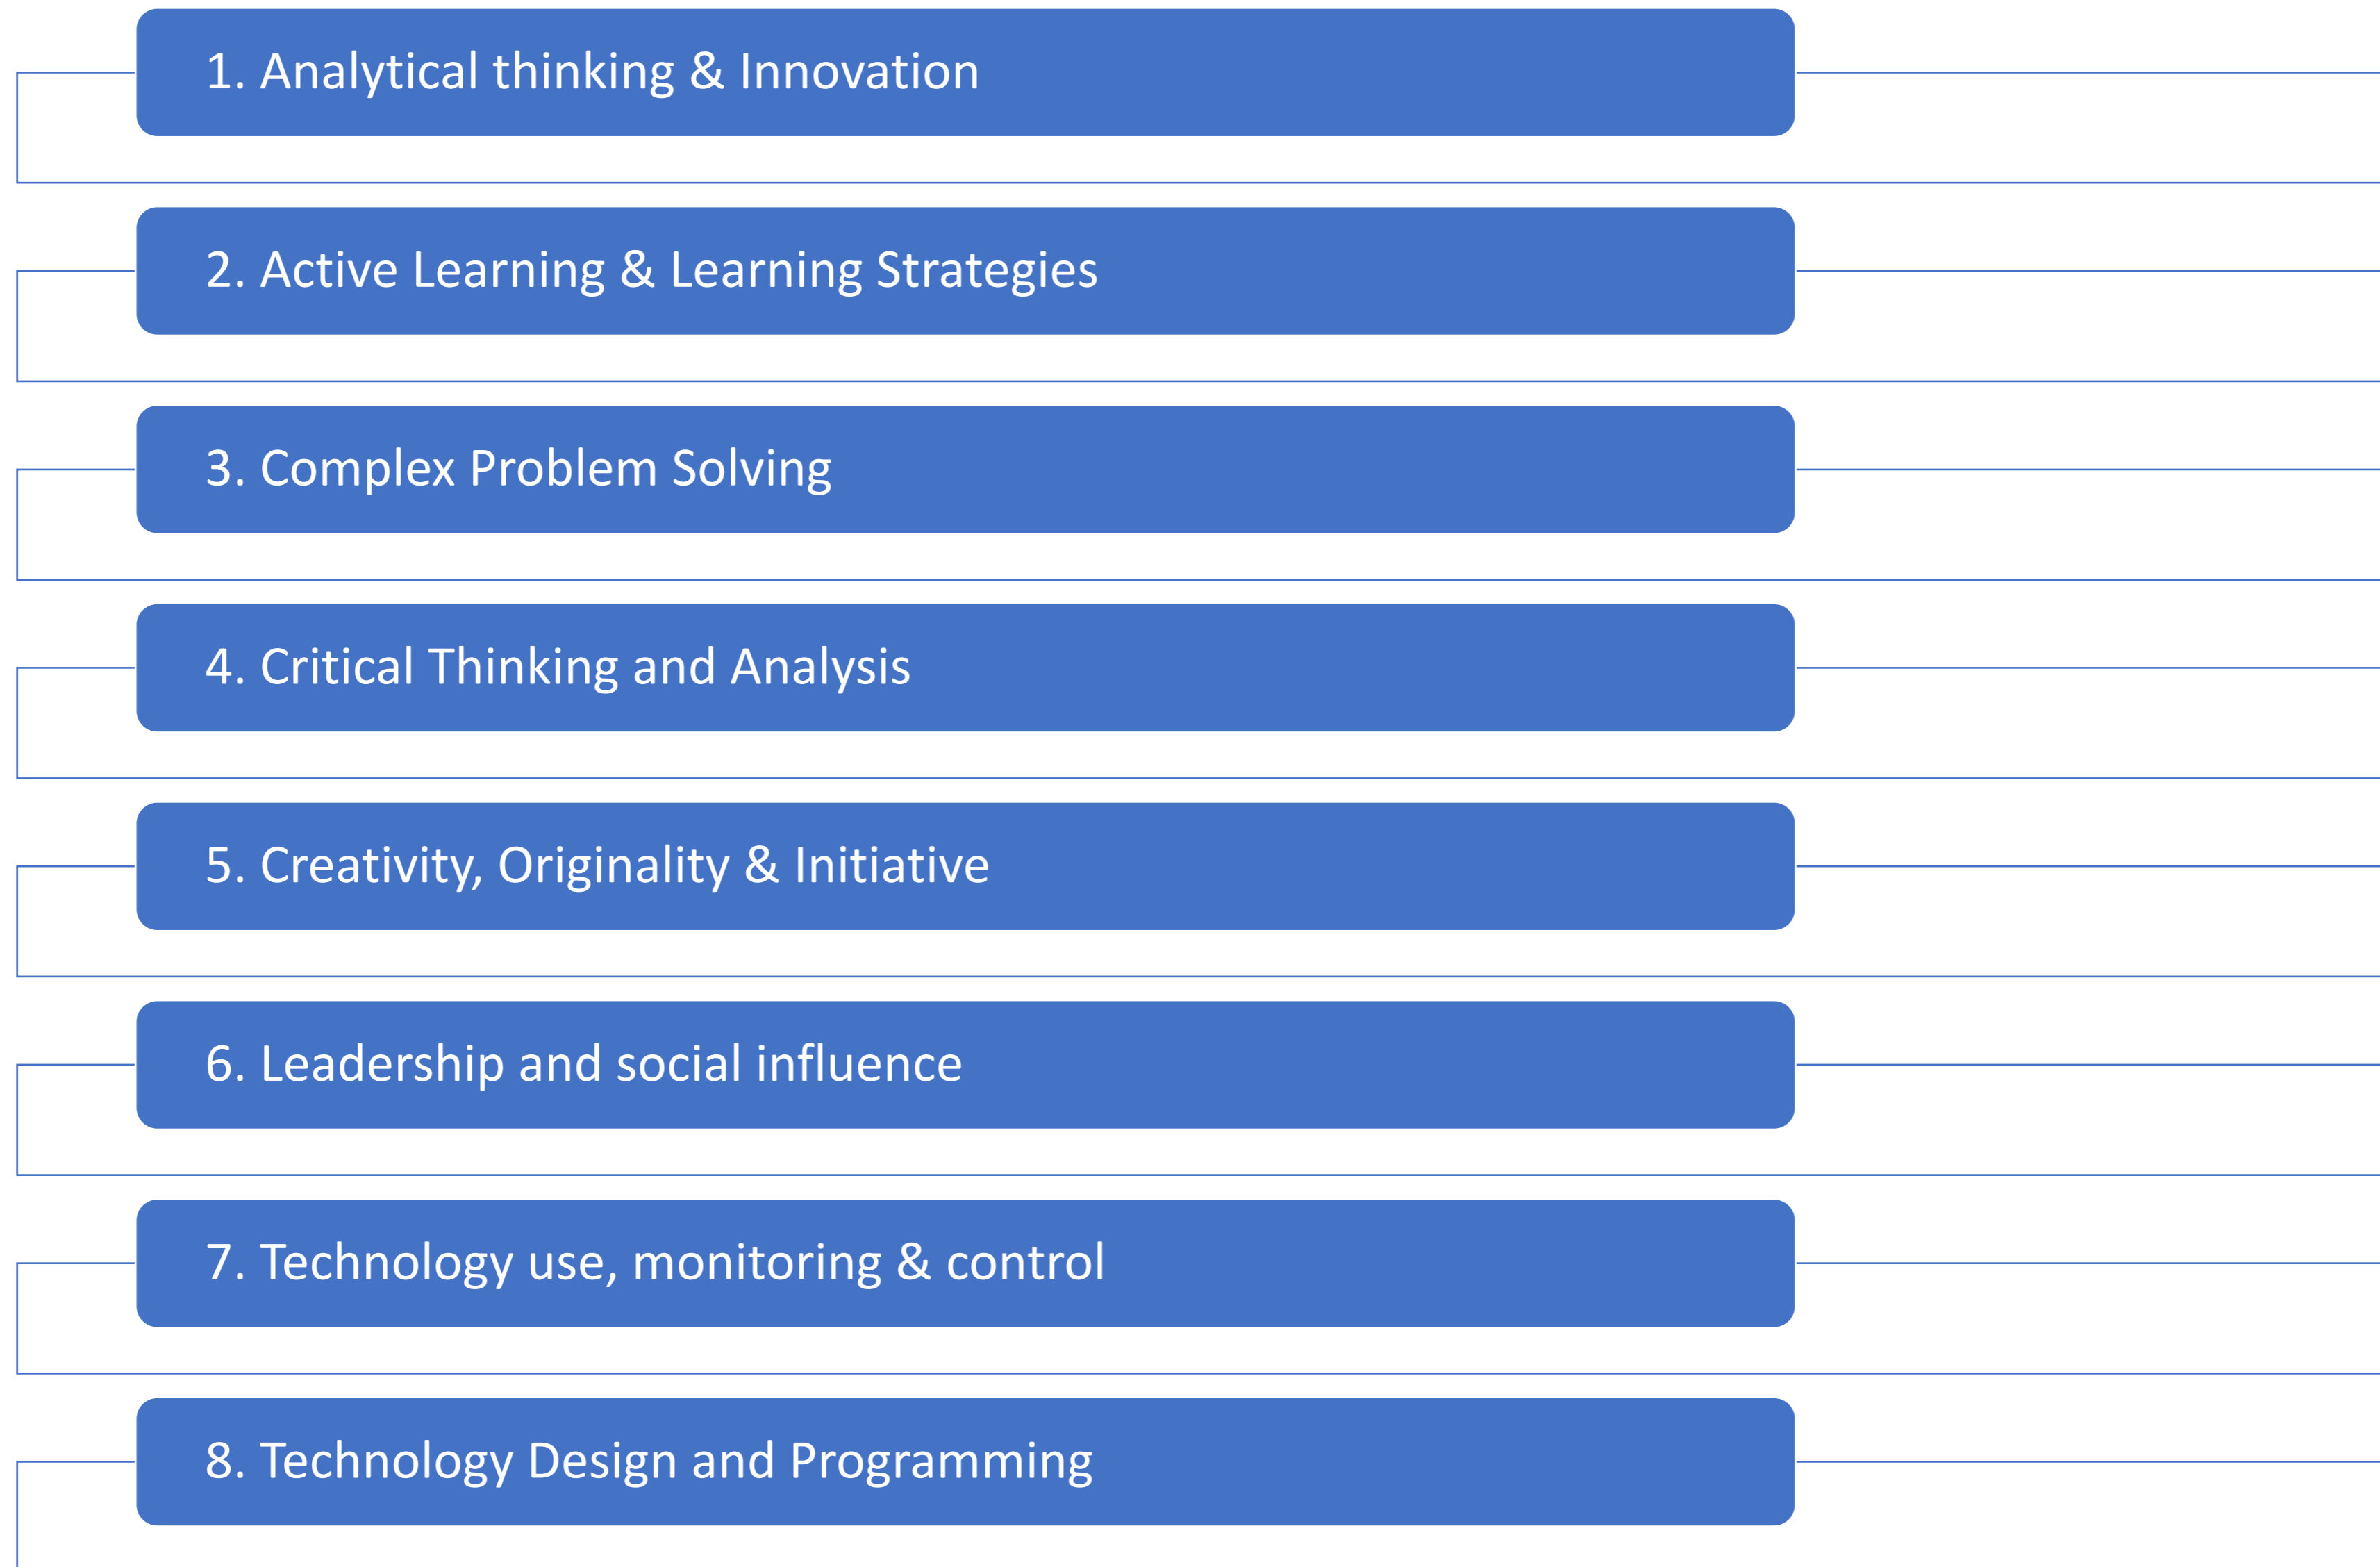 1. Analytical thinking & Innovation
2. Active Learning & Learning Strategies
3. Complex Problem Solving
4. Critical Thinking and Analysis
5. Creativity, Originality & Initiative
6. Leadership and social influence
7. Technology use, monitoring & control
8. Technology Design and Programming